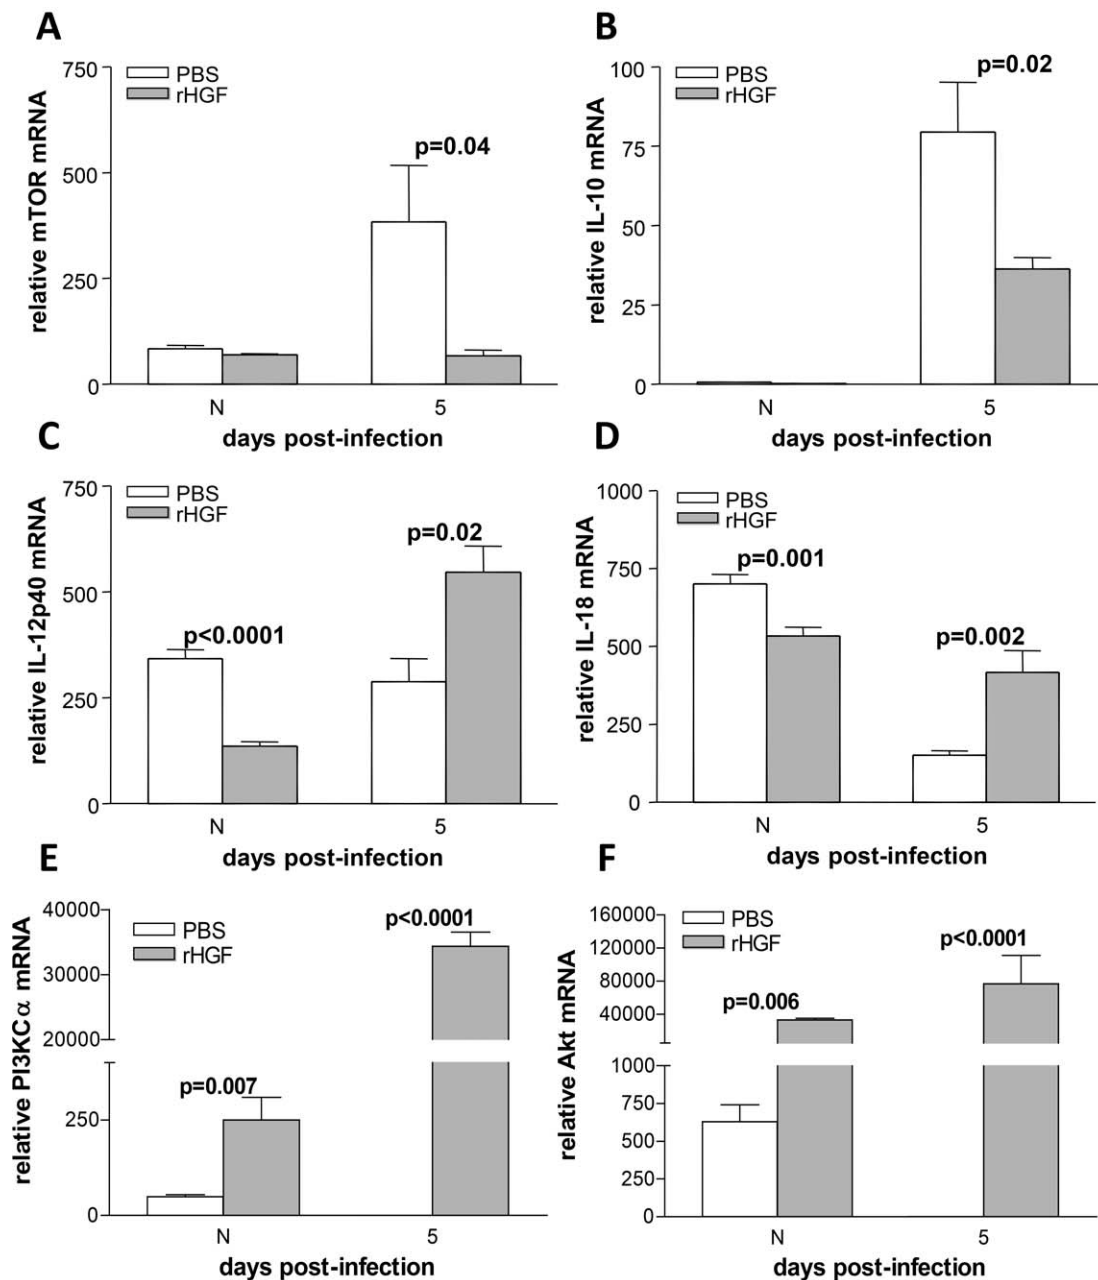 A
relative mTOR mRNA
750
500
250
0
PBS
rHGF
p=0.04
N
5
days post-infection
B
relative IL-10 mRNA
100
75
50
25
0
PBS
rHGF
p=0.02
N
5
days post-infection
C
relative IL-12p40 mRNA
750
500
250
0
PBS
rHGF
p<0.0001
p=0.02
N
5
days post-infection
D
relative IL-18 mRNA
1000
750
500
250
0
PBS
rHGF
p=0.001
p=0.002
N
5
days post-infection
E
relative PI3KCα mRNA
40000
30000
20000
250
0
PBS
rHGF
p=0.007
p<0.0001
N
5
days post-infection
F
relative Akt mRNA
160000
120000
80000
40000
1000
750
500
250
0
PBS
rHGF
p=0.006
p<0.0001
N
5
days post-infection